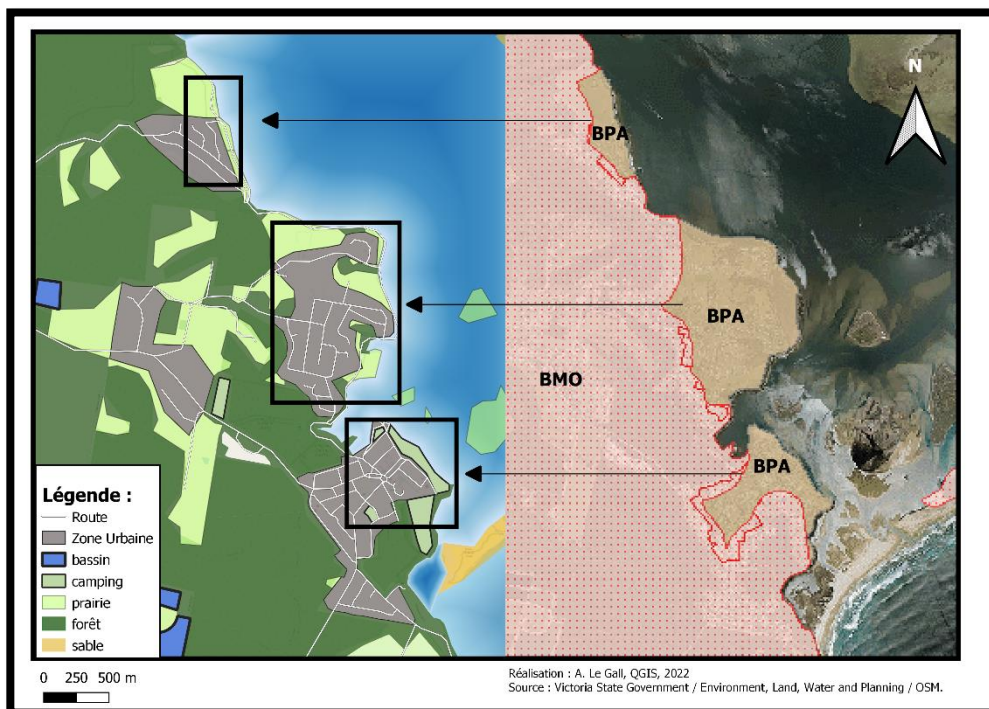 N
BPA
BPA
BMO
BPA
Légende :
Route
Zone Urbaine
bassin
camping
prairie
forêt
sable
0 250 500 m
Réalisation : A. Le Gall, QGIS, 2022
Source : Victoria State Government / Environment, Land, Water and Planning / OSM.